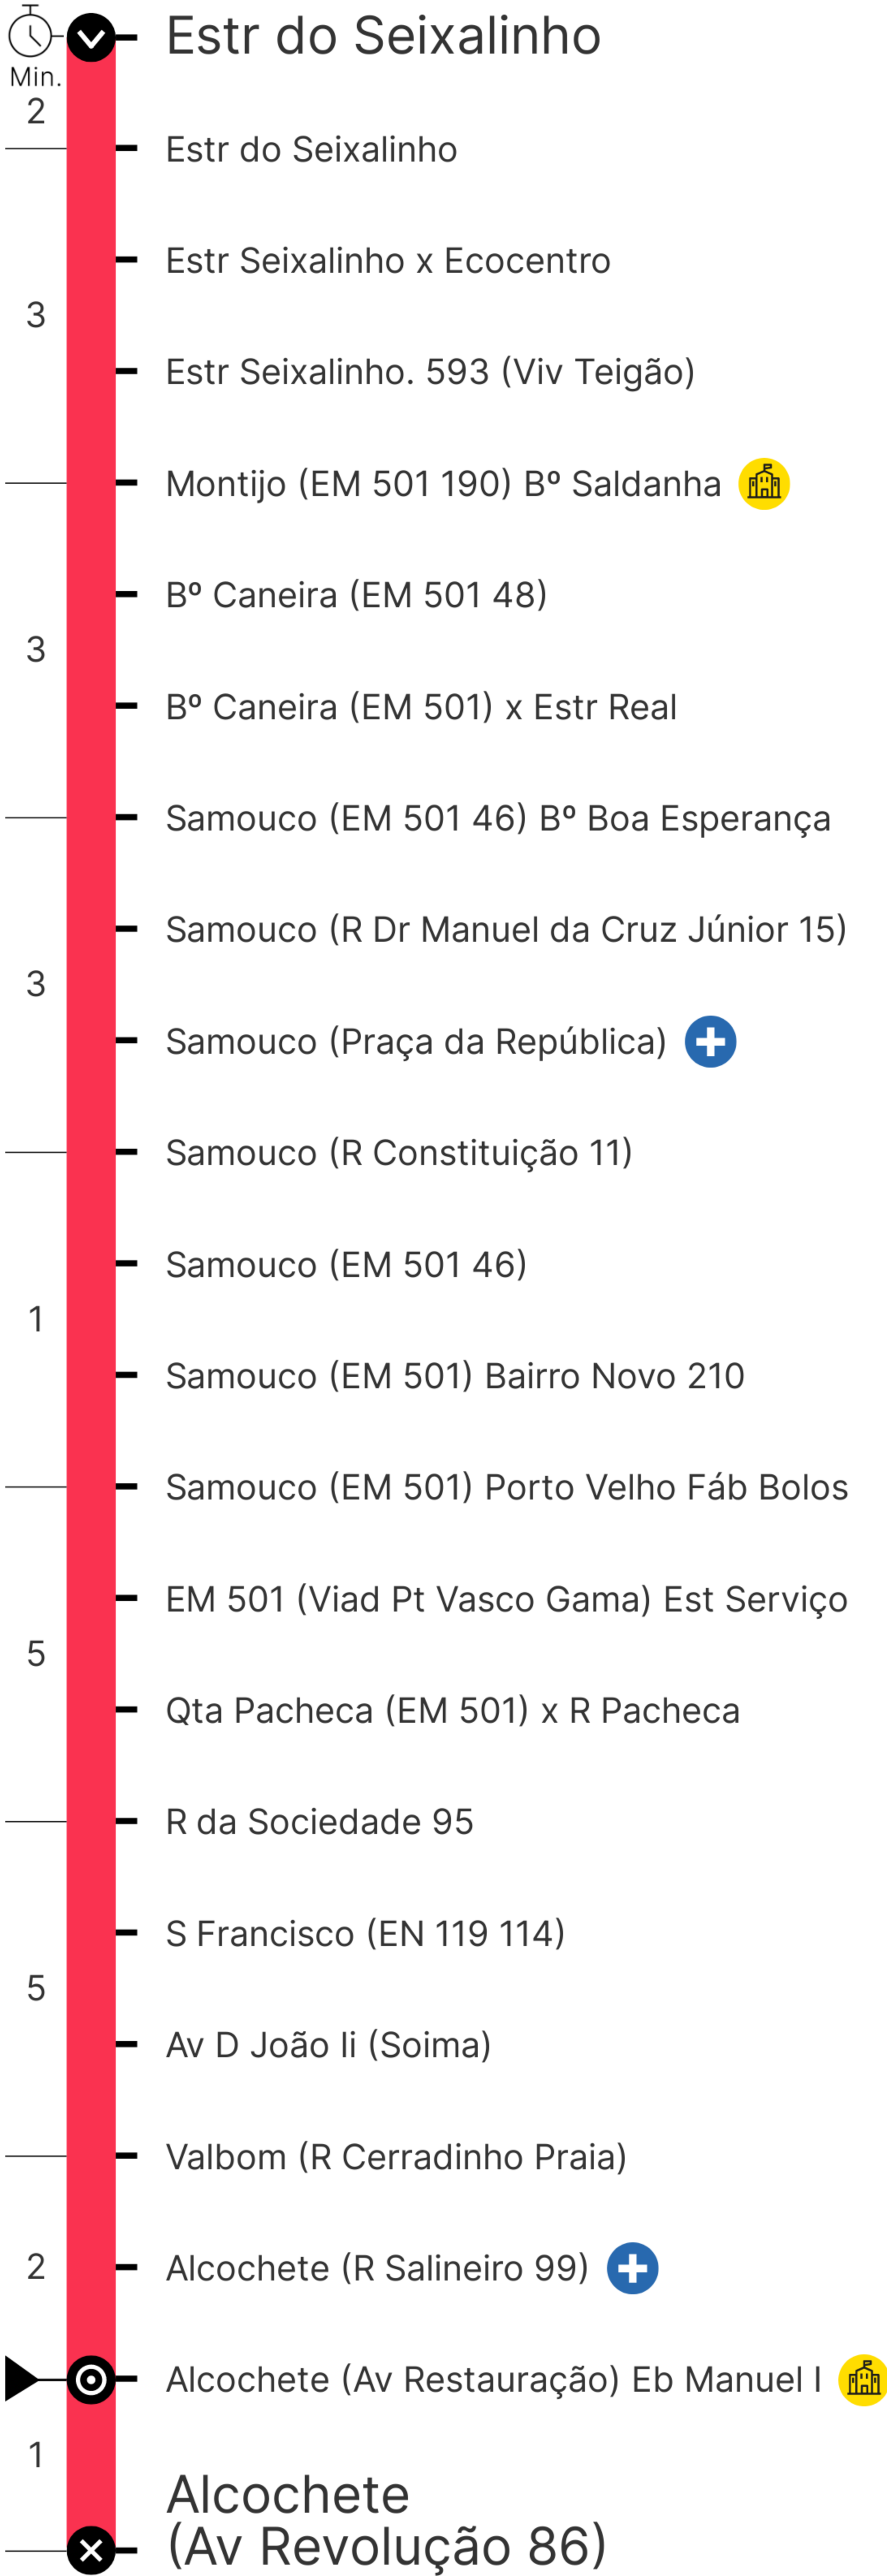 Estr do Seixalinho
Min.
2
Estr do Seixalinho
Estr Seixalinho x Ecocentro
3
Estr Seixalinho. 593 (Viv Teigão)
Montijo (EM 501 190) Bº Saldanha
Bº Caneira (EM 501 48)
3
Bº Caneira (EM 501) x Estr Real
Samouco (EM 501 46) Bº Boa Esperança
Samouco (R Dr Manuel da Cruz Júnior 15)
3
Samouco (Praça da República)
Samouco (R Constituição 11)
Samouco (EM 501 46)
1
Samouco (EM 501) Bairro Novo 210
Samouco (EM 501) Porto Velho Fáb Bolos
EM 501 (Viad Pt Vasco Gama) Est Serviço
5
Qta Pacheca (EM 501) x R Pacheca
R da Sociedade 95
S Francisco (EN 119 114)
5
Av D João Ii (Soima)
Valbom (R Cerradinho Praia)
2
Alcochete (R Salineiro 99)
Alcochete (Av Restauração) Eb Manuel I
1
Alcochete
(Av Revolução 86)